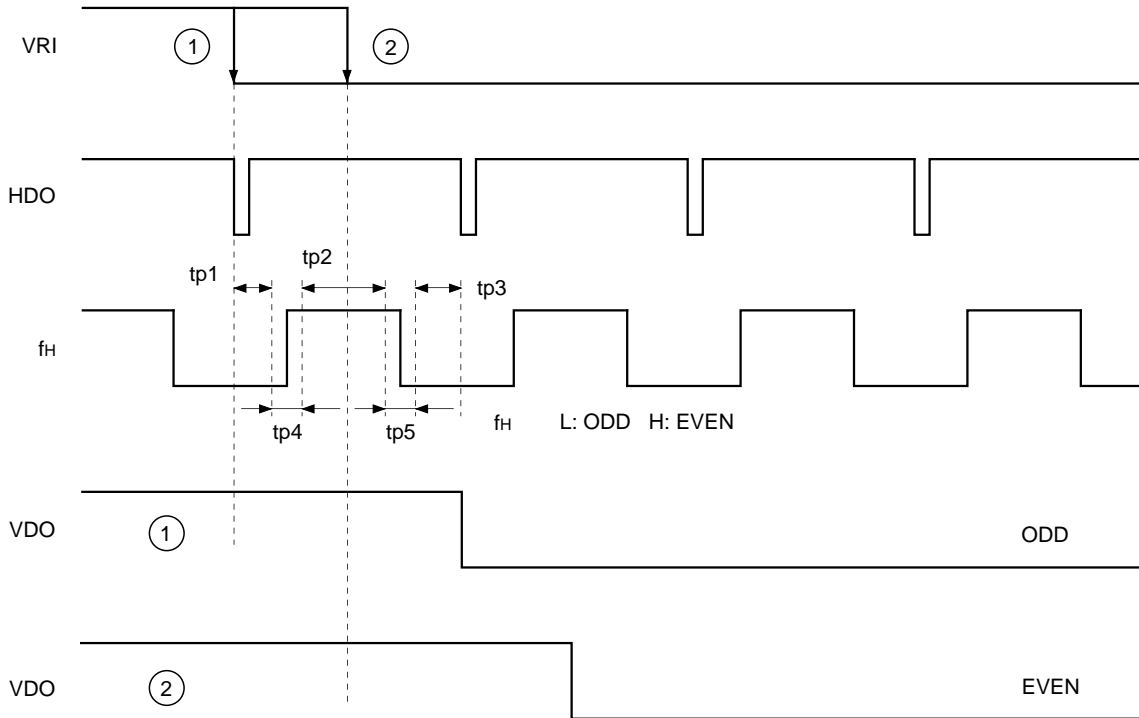 VRI
1
2
HDO
tp1
tp2
tp3
fH
tp4
tp5
fH L: ODD H: EVEN
VDO
1
ODD
VDO
2
EVEN